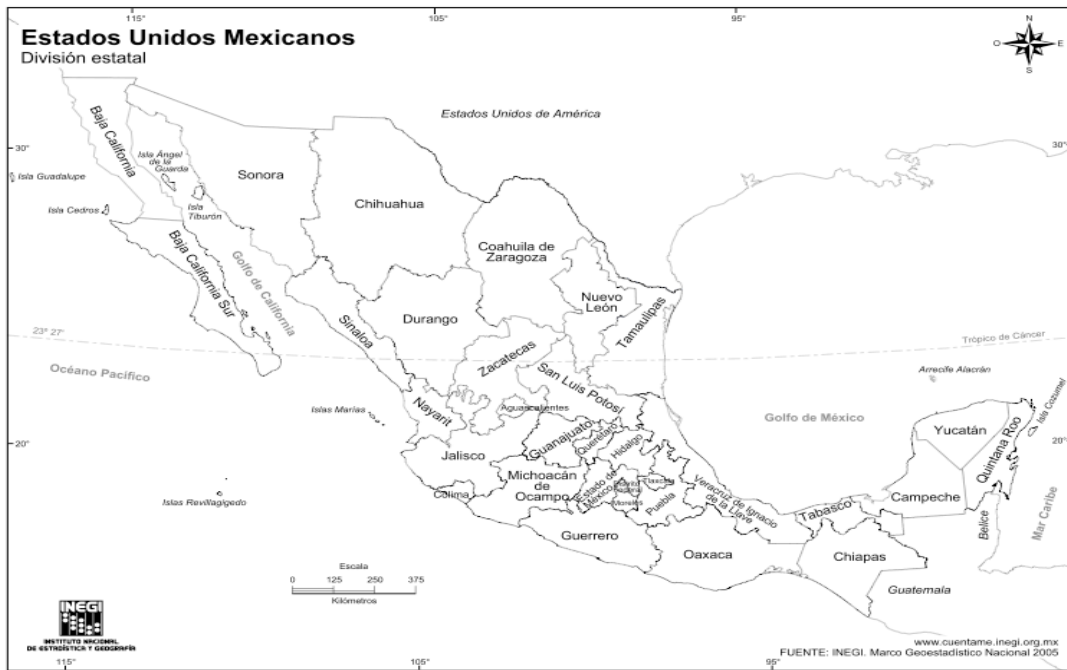 115°
105°
95°
Estados Unidos Mexicanos
División estatal
N
O
E
S
Estados Unidos de América
30°
30°
Baja California
Isla Ángel
de la
Guarda
Isla Guadalupe
Isla Cedros
Isla
Tiburón
Sonora
Chihuahua
Coahuila de
Zaragoza
Baja California Sur
Golfo de California
Nuevo
León
Tamaulipas
Sinaloa
Durango
23° 27'
Trópico de Cáncer
Océano Pacífico
Zacatecas
San Luis Potosí
Arrecife Alacrán
Islas Marías
Nayarit
Aguascalientes
Golfo de México
Isla Cozumel
Yucatán
Quintana Roo
20°
20°
Jalisco
Guanajuato
Querétaro
Hidalgo
Michoacán
de
Ocampo
Colima
Estado de
México
Distrito
Federal
Tlaxcala
Morelos
Puebla
Veracruz de Ignacio
de la Llave
Tabasco
Campeche
Belice
Mar Caribe
Islas Revillagigedo
Guerrero
Oaxaca
Chiapas
Guatemala
Escala
0 125 250 375
Kilómetros
INEGI
INSTITUTO NACIONAL
DE ESTADÍSTICA Y GEOGRAFÍA
www.cuentame.inegi.org.mx
FUENTE: INEGI. Marco Geoestadístico Nacional 2005
115°
105°
95°